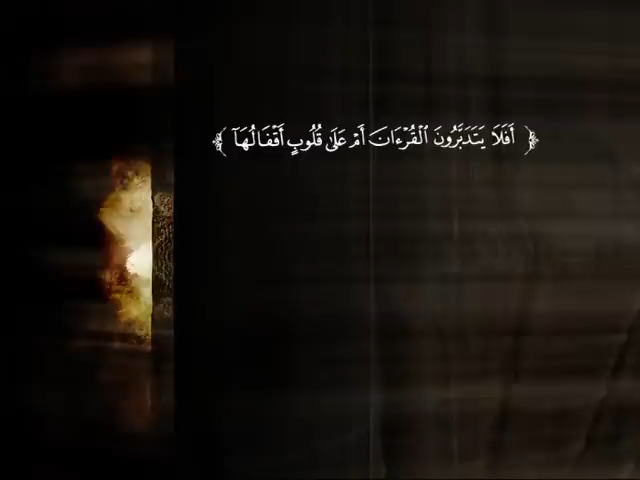 ﴿ أَفَلَا يَتَدَبَّرُونَ ٱلْقُرْءَانَ أَمْ عَلَىٰ قُلُوبٍ أَقْفَالُهَآ ﴾